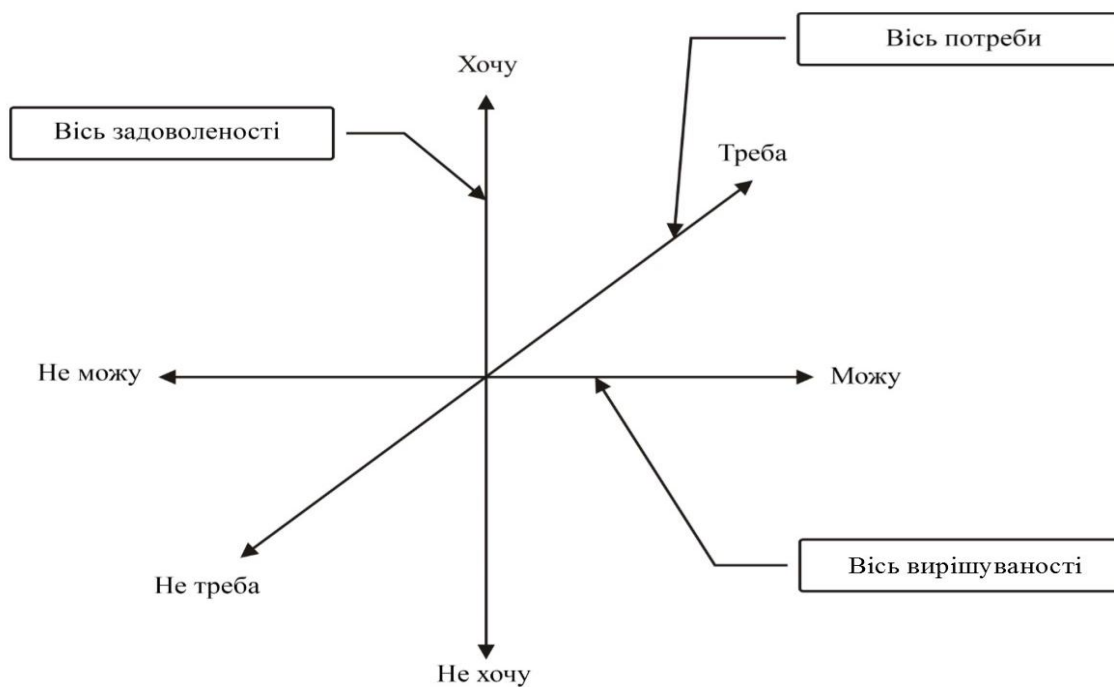 Вісь потреби
Хочу
Вісь задоволеності
Треба
Не можу
Можу
Вісь вирішуваності
Не треба
Не хочу